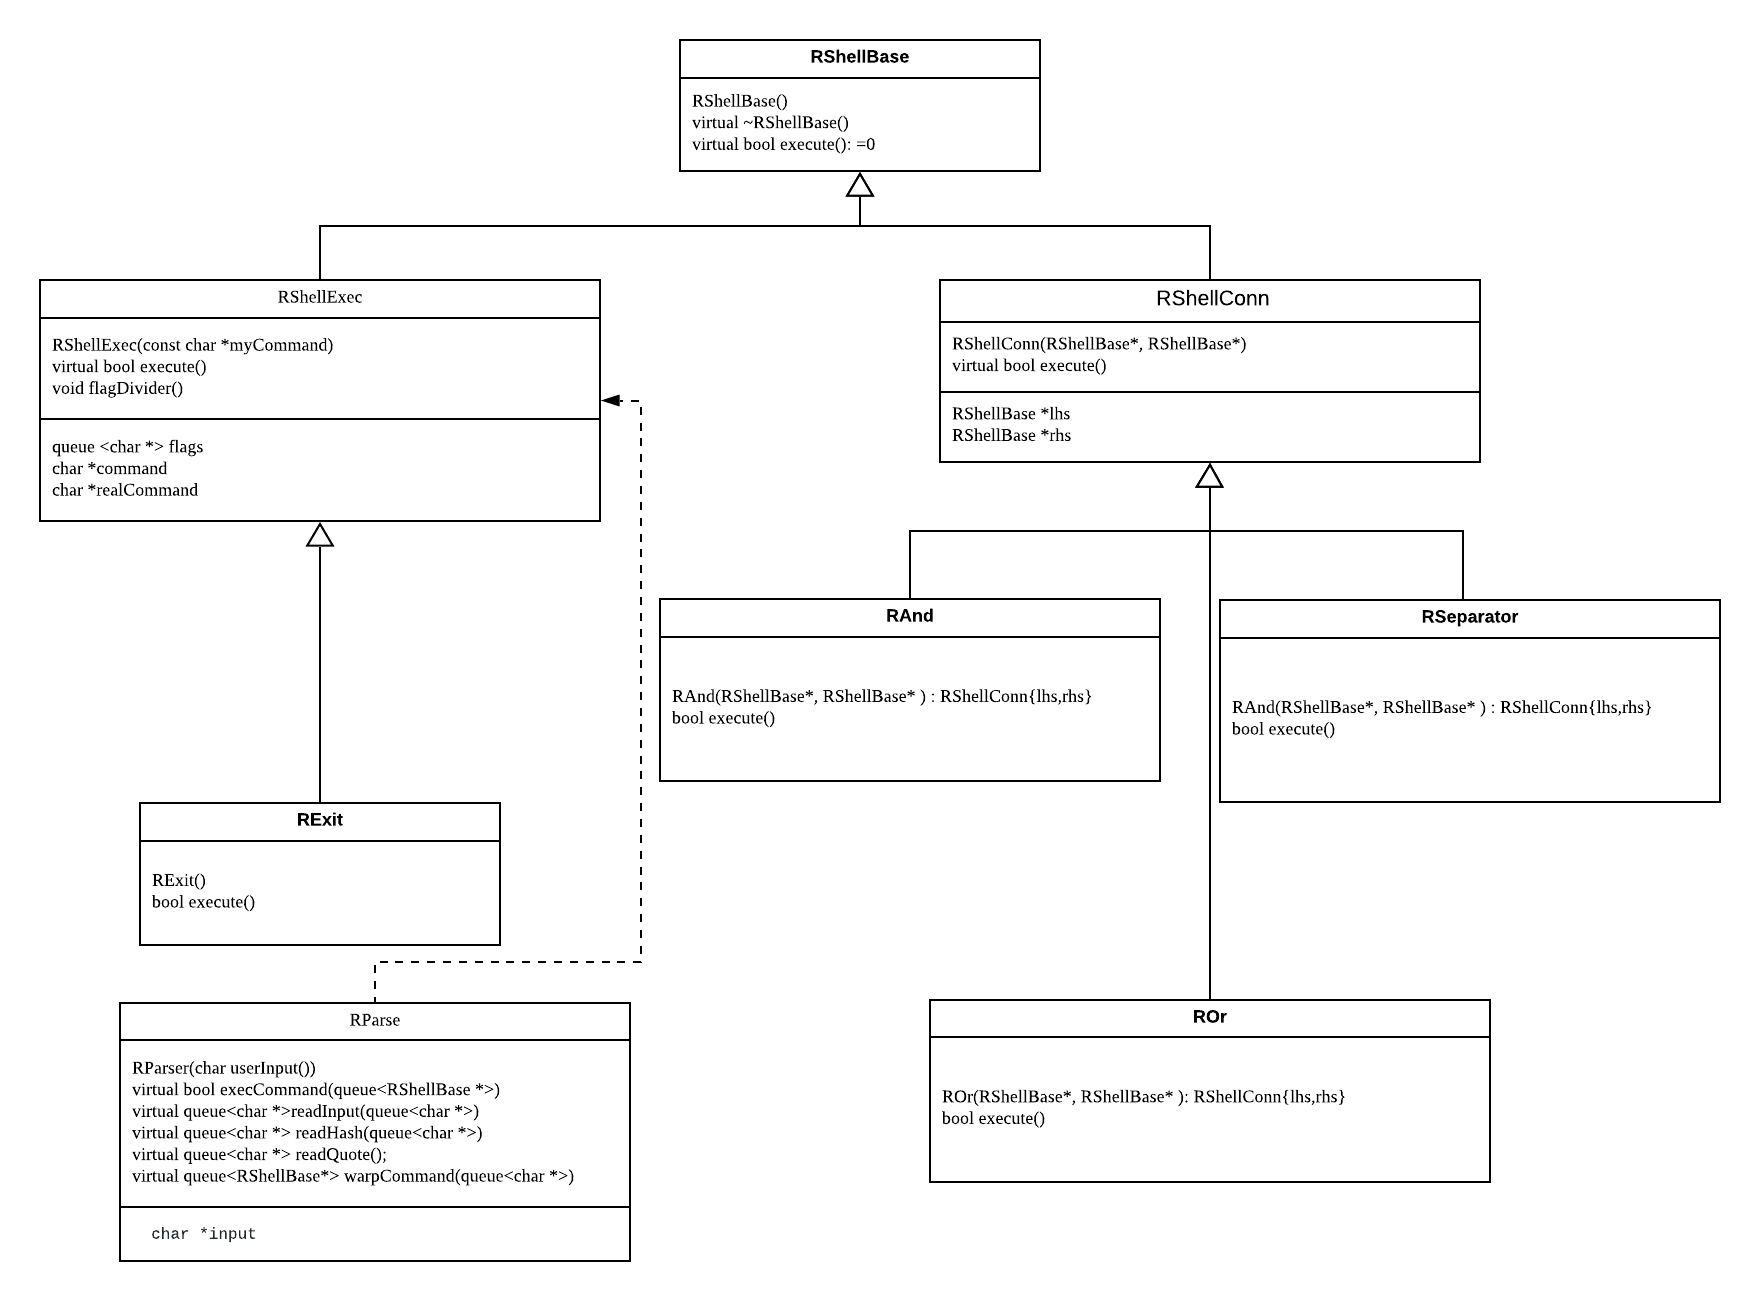 RShellBase
RShellBase()
virtual ~RShellBase()
virtual bool execute(): =0
RShellExec
RShellExec(const char *myCommand)
virtual bool execute()
void flagDivider()
queue <char *> flags
char *command
char *realCommand
RShellConn
RShellConn(RShellBase*, RShellBase*)
virtual bool execute()
RShellBase *lhs
RShellBase *rhs
RAnd
RAnd(RShellBase*, RShellBase* ) : RShellConn{lhs,rhs}
bool execute()
RSeparator
RAnd(RShellBase*, RShellBase* ) : RShellConn{lhs,rhs}
bool execute()
RExit
RExit()
bool execute()
RParse
RParser(char userInput())
virtual bool execCommand(queue<RShellBase *>)
virtual queue<char *>readInput(queue<char *>)
virtual queue<char *> readHash(queue<char *>)
virtual queue<char *> readQuote();
virtual queue<RShellBase*> warpCommand(queue<char *>)
char *input
ROr
ROr(RShellBase*, RShellBase* ): RShellConn{lhs,rhs}
bool execute()